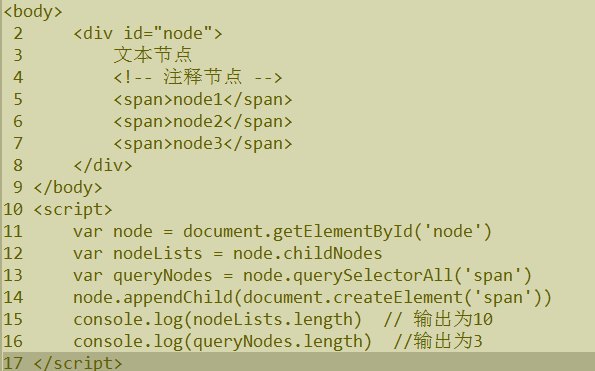 <body>
2     <div id="node">
3         文本节点
4         <!-- 注释节点 -->
5         <span>node1</span>
6         <span>node2</span>
7         <span>node3</span>
8     </div>
9 </body>
10 <script>
11     var node = document.getElementById('node')
12     var nodeLists = node.childNodes
13     var queryNodes = node.querySelectorAll('span')
14     node.appendChild(document.createElement('span'))
15     console.log(nodeLists.length)  // 输出为10
16     console.log(queryNodes.length)  //输出为3
17 </script>